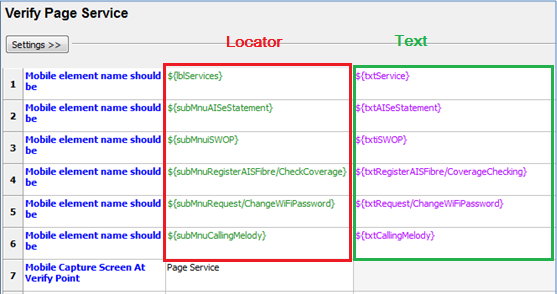 Verify Page Service
Settings >>
Locator
Text
1 Mobile element name should be ${lblServices} ${txtService}
2 Mobile element name should be ${subMnuAISeStatement} ${txtAISeStatement}
3 Mobile element name should be ${subMnuiSWOP} ${txtiSWOP}
4 Mobile element name should be ${subMnuRegisterAISFibre/CheckCoverage} ${txtRegisterAISFibre/CoverageChecking}
5 Mobile element name should be ${subMnuRequest/ChangeWiFiPassword} ${txtRequest/ChangeWiFiPassword}
6 Mobile element name should be ${subMnuCallingMelody} ${txtCallingMelody}
7 Mobile Capture Screen At Verify Point Page Service